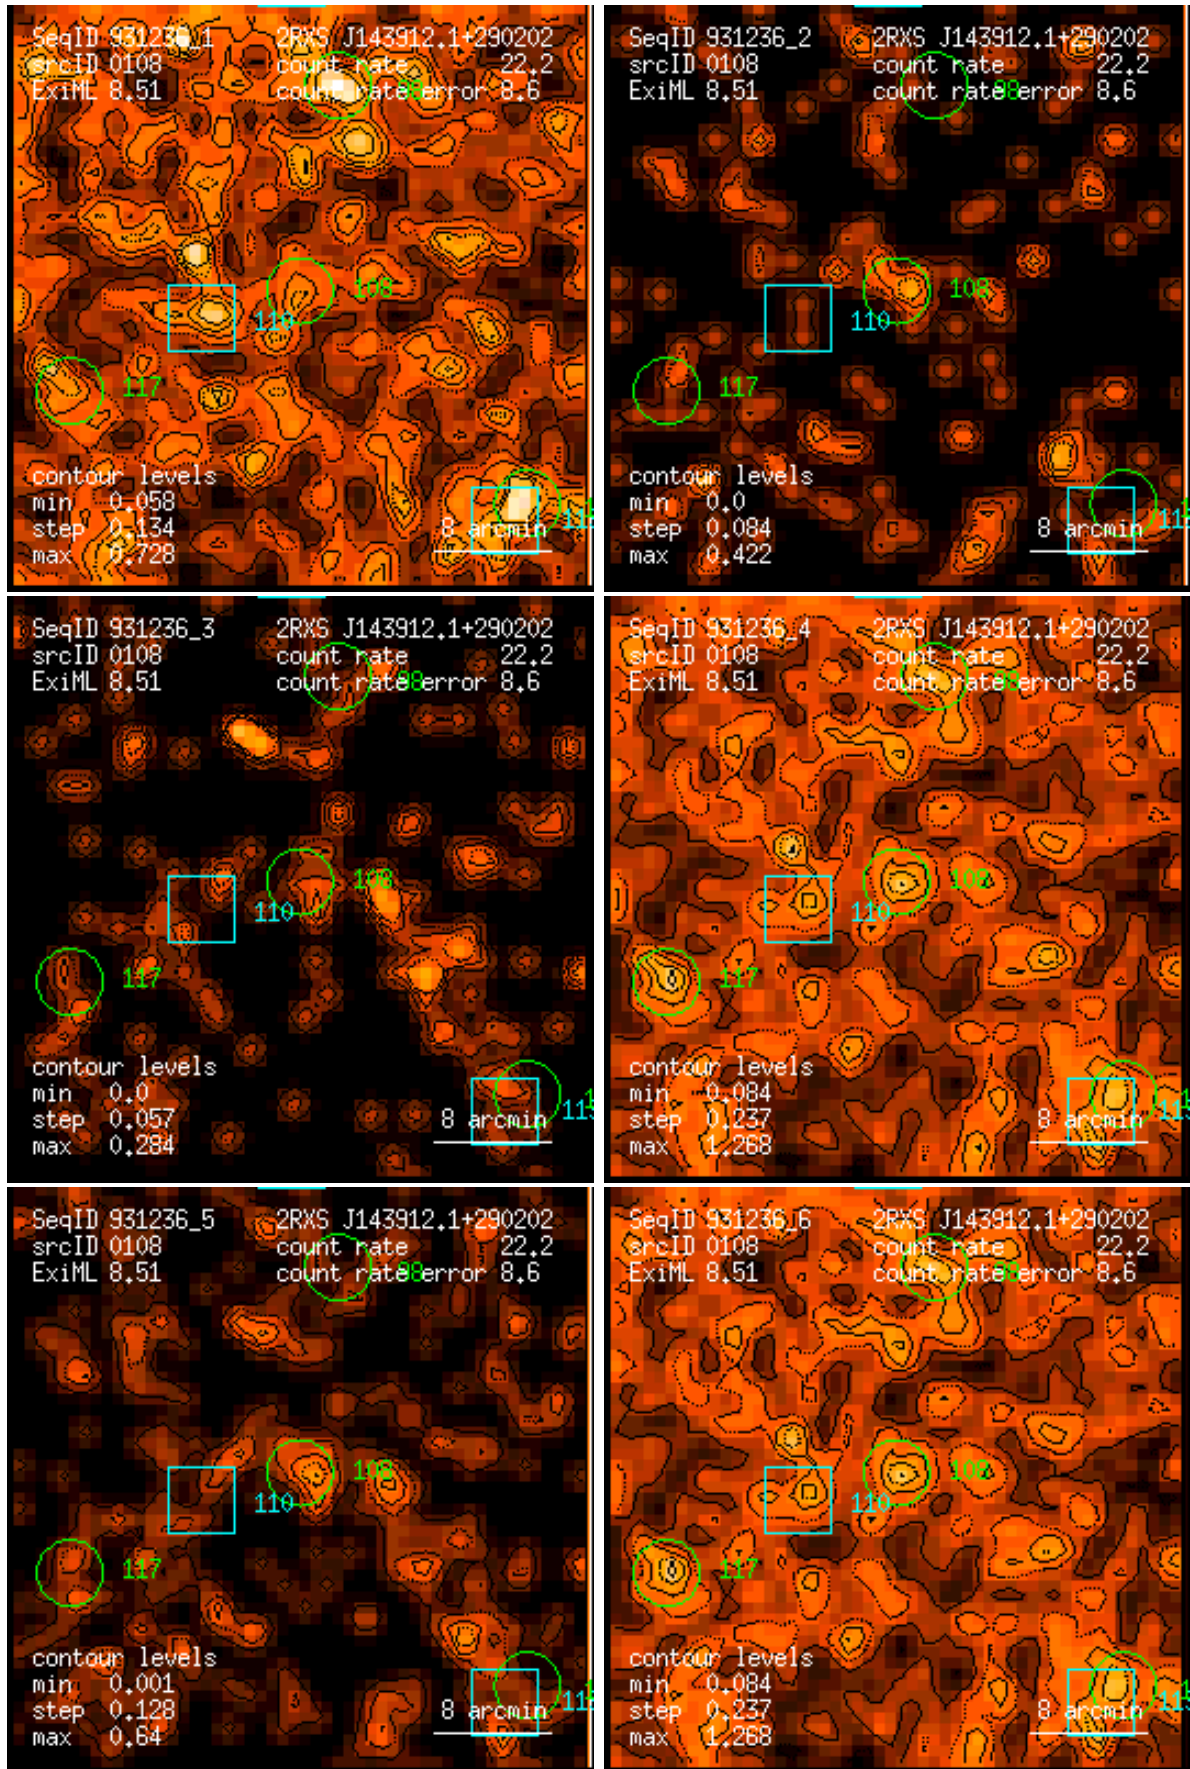 SeqID 931236_1 2RXS J143912.1+290202
srcID 0108 count rate 22.2
ExiML 8.51 count rate error 8.6
98
108
110
117
contour levels
min 0.058
step 0.134
max 0.728
8 arcmin
SeqID 931236_2 2RXS J143912.1+290202
srcID 0108 count rate 22.2
ExiML 8.51 count rate error 8.6
98
108
110
117
contour levels
min 0.0
step 0.084
max 0.422
8 arcmin
SeqID 931236_3 2RXS J143912.1+290202
srcID 0108 count rate 22.2
ExiML 8.51 count rate error 8.6
98
108
110
117
contour levels
min 0.0
step 0.057
max 0.284
8 arcmin
SeqID 931236_4 2RXS J143912.1+290202
srcID 0108 count rate 22.2
ExiML 8.51 count rate error 8.6
98
108
110
117
contour levels
min 0.084
step 0.237
max 1.268
8 arcmin
SeqID 931236_5 2RXS J143912.1+290202
srcID 0108 count rate 22.2
ExiML 8.51 count rate error 8.6
98
108
110
117
contour levels
min 0.001
step 0.128
max 0.64
8 arcmin
SeqID 931236_6 2RXS J143912.1+290202
srcID 0108 count rate 22.2
ExiML 8.51 count rate error 8.6
98
108
110
117
contour levels
min 0.084
step 0.237
max 1.268
8 arcmin